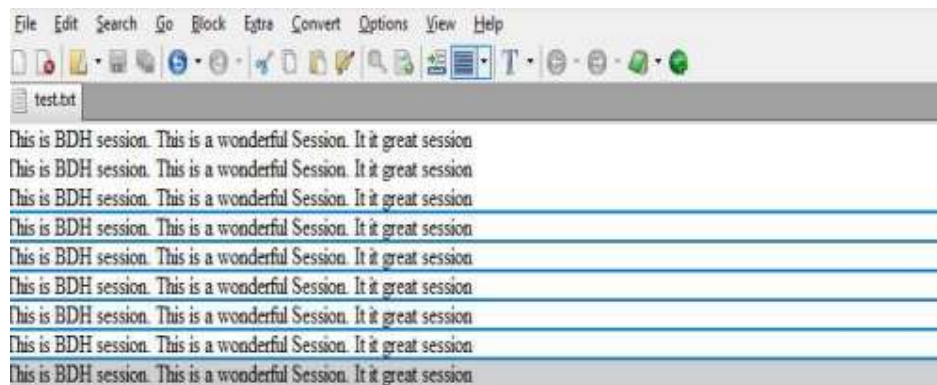 File Edit Search Go Block Extra Convert Options View Help
test.txt
This is BDH session. This is a wonderful Session. It it great session
This is BDH session. This is a wonderful Session. It it great session
This is BDH session. This is a wonderful Session. It it great session
This is BDH session. This is a wonderful Session. It it great session
This is BDH session. This is a wonderful Session. It it great session
This is BDH session. This is a wonderful Session. It it great session
This is BDH session. This is a wonderful Session. It it great session
This is BDH session. This is a wonderful Session. It it great session
This is BDH session. This is a wonderful Session. It it great session